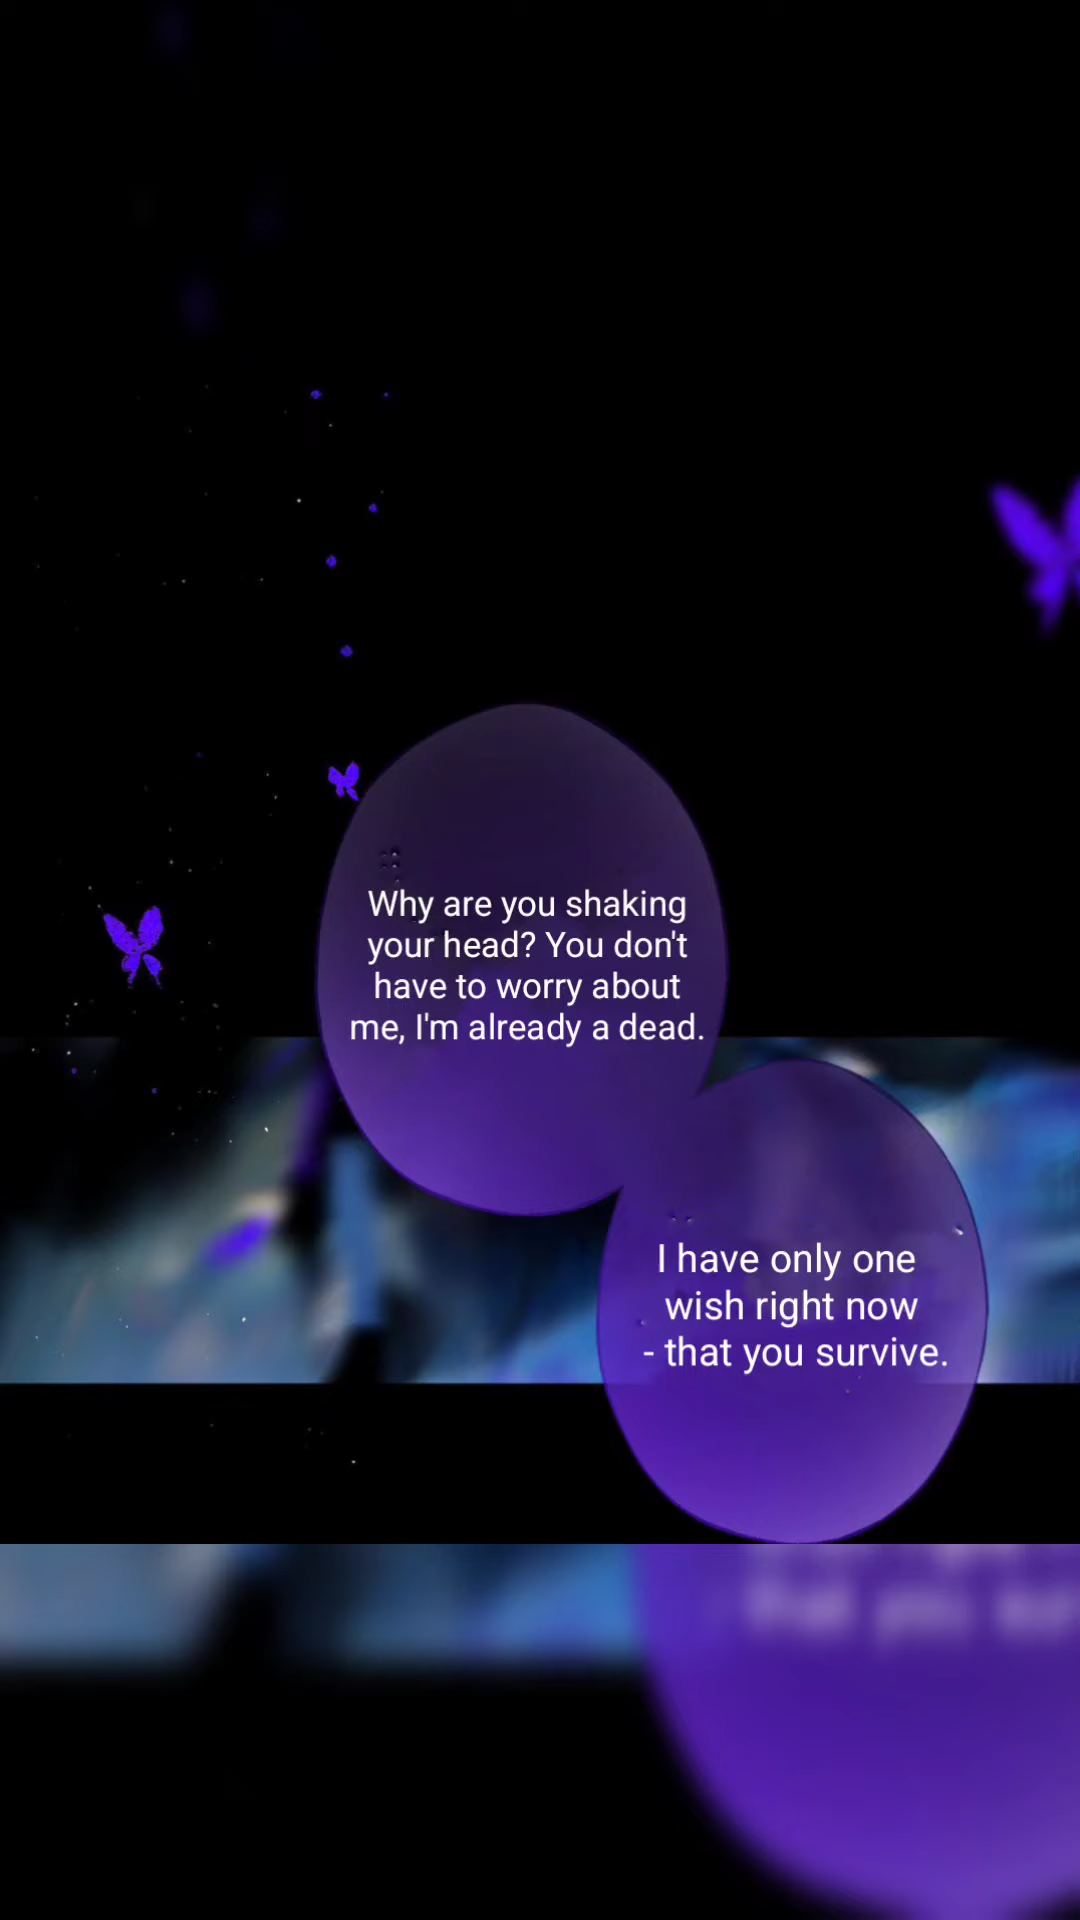 Why are you shaking
your head? You don't
have to worry about
me, I'm already a dead.
I have only one
wish right now
- that you survive.